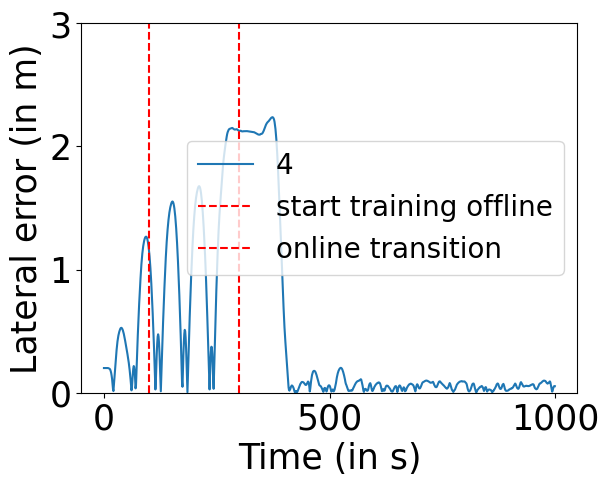 3
2
1
0
Lateral error (in m)
4
start training offline
online transition
0
500
1000
Time (in s)